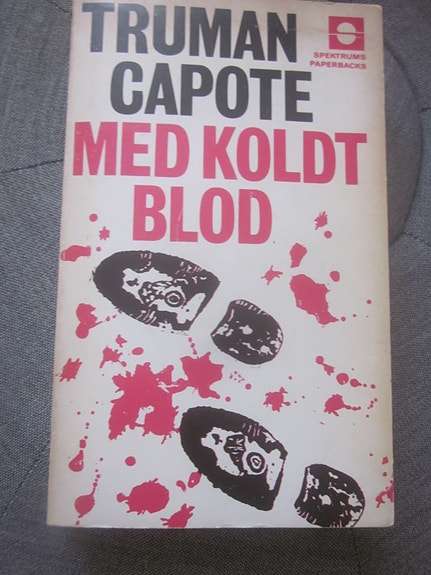 TRUMAN
CAPOTE
SPEKTRUMS
PAPERBACKS
MED KOLDT
BLOD